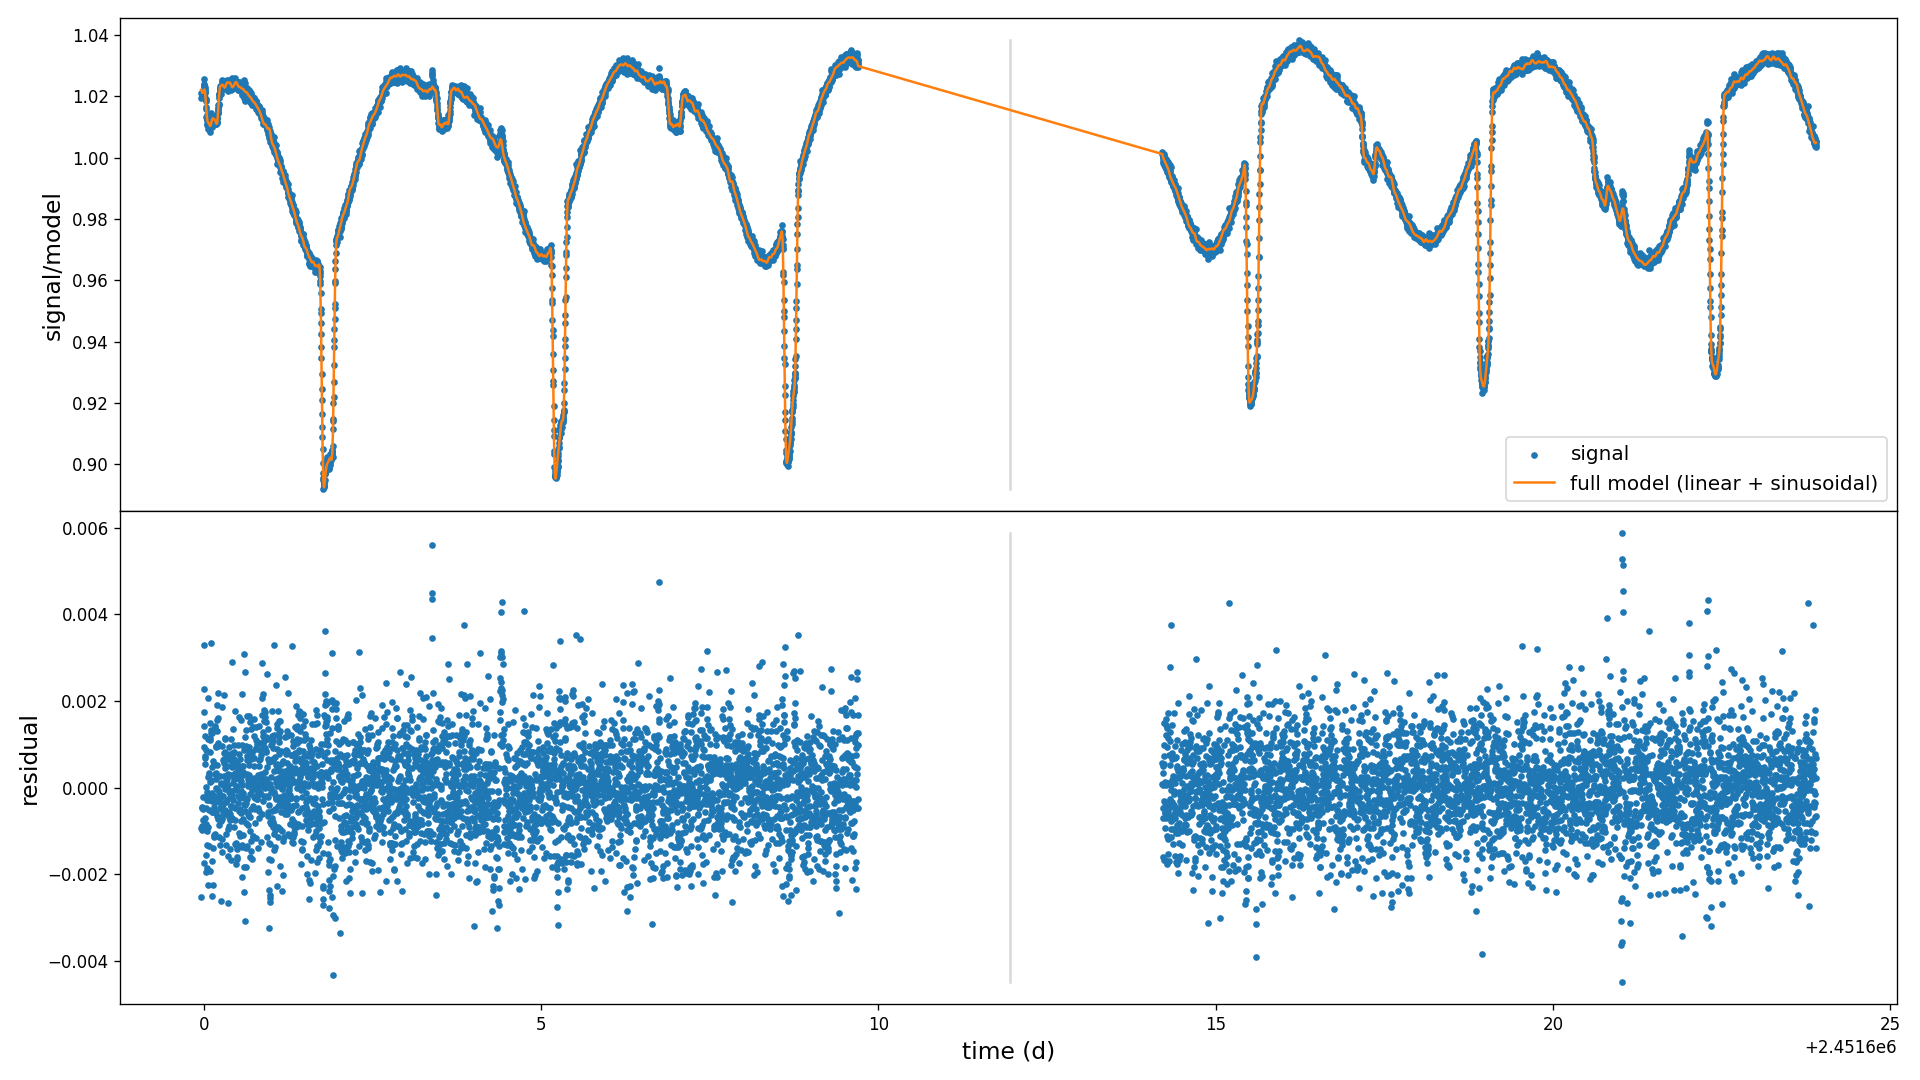 1.04
1.02
1.00
0.98
0.96
0.94
0.92
0.90
signal/model
signal
full model (linear + sinusoidal)
0.006
0.004
0.002
0.000
−0.002
−0.004
residual
0 5 10 15 20 25
time (d)
+2.4516e6